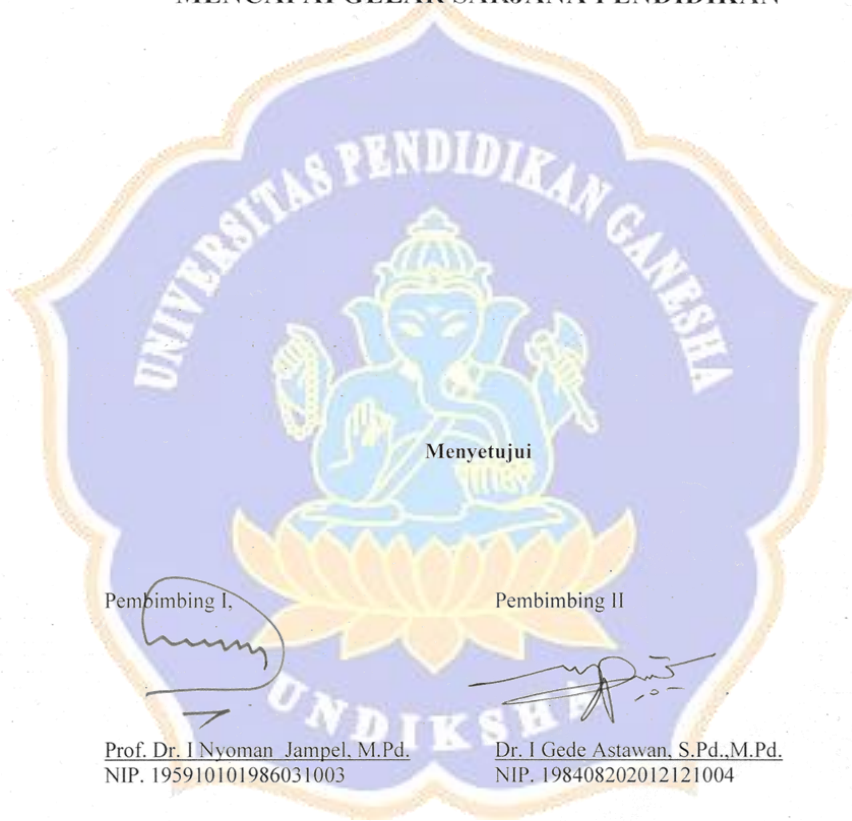 MENCAPAI GELAR SARJANA PENDIDIKAN
UNIVERSITAS PENDIDIKAN GANESHA
Menyetujui
Pembimbing I,
Pembimbing II
UNDIKSHA
Prof. Dr. I Nyoman Jampel, M.Pd.
Dr. I Gede Astawan, S.Pd.,M.Pd.
NIP. 195910101986031003
NIP. 198408202012121004